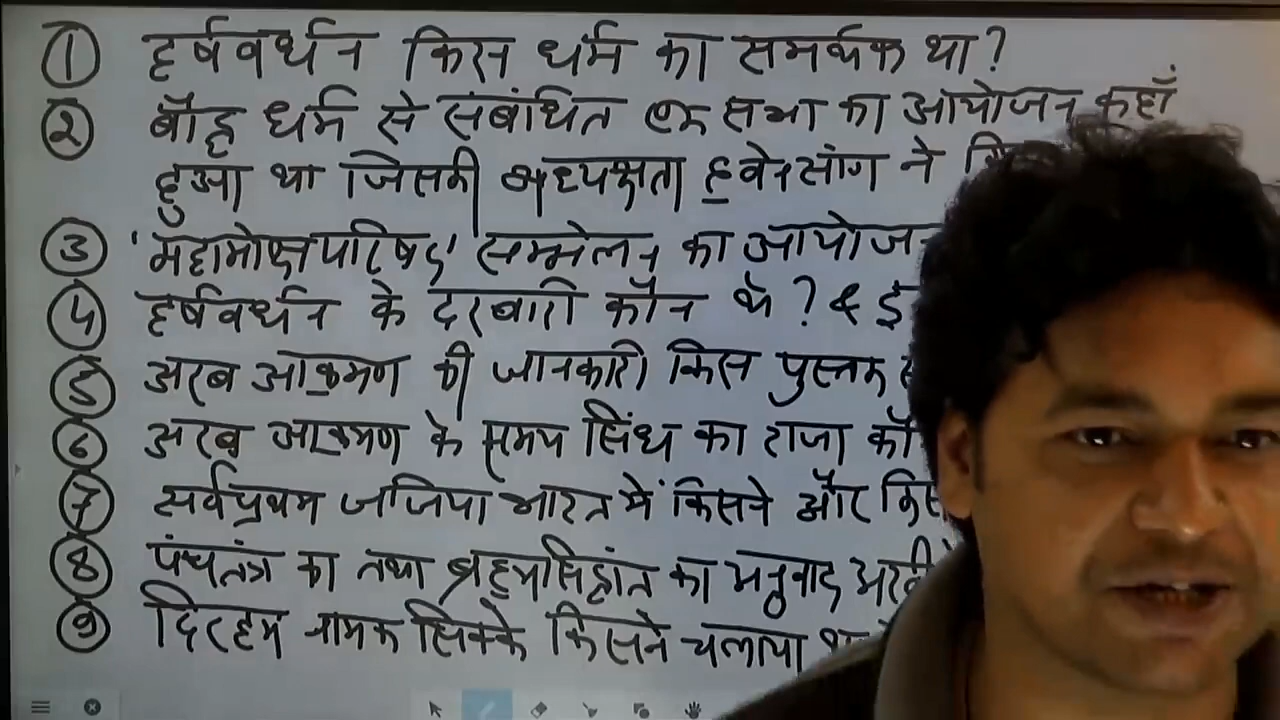 ① हर्षवर्धन किस धर्म का समर्थक था?
② बौद्ध धर्म से संबंधित एक सभा का आयोजन कहाँ
हुआ था जिसकी अध्यक्षता ह्वेनसांग ने
③ 'महामोक्षपरिषद' सम्मेलन का आयोजन
④ हर्षवर्धन के दरबारी कौन थे? &
⑤ अरब आक्रमण की जानकारी किस पुस्तक
⑥ अरब आक्रमण के समय सिंध का राजा
⑦ सर्वप्रथम जजिया भारत में किसने और
⑧ पंचतंत्र का तथा ब्रह्मसिद्धांत का अनुवाद
⑨ दिरहम नामक सिक्के किसने चलाया